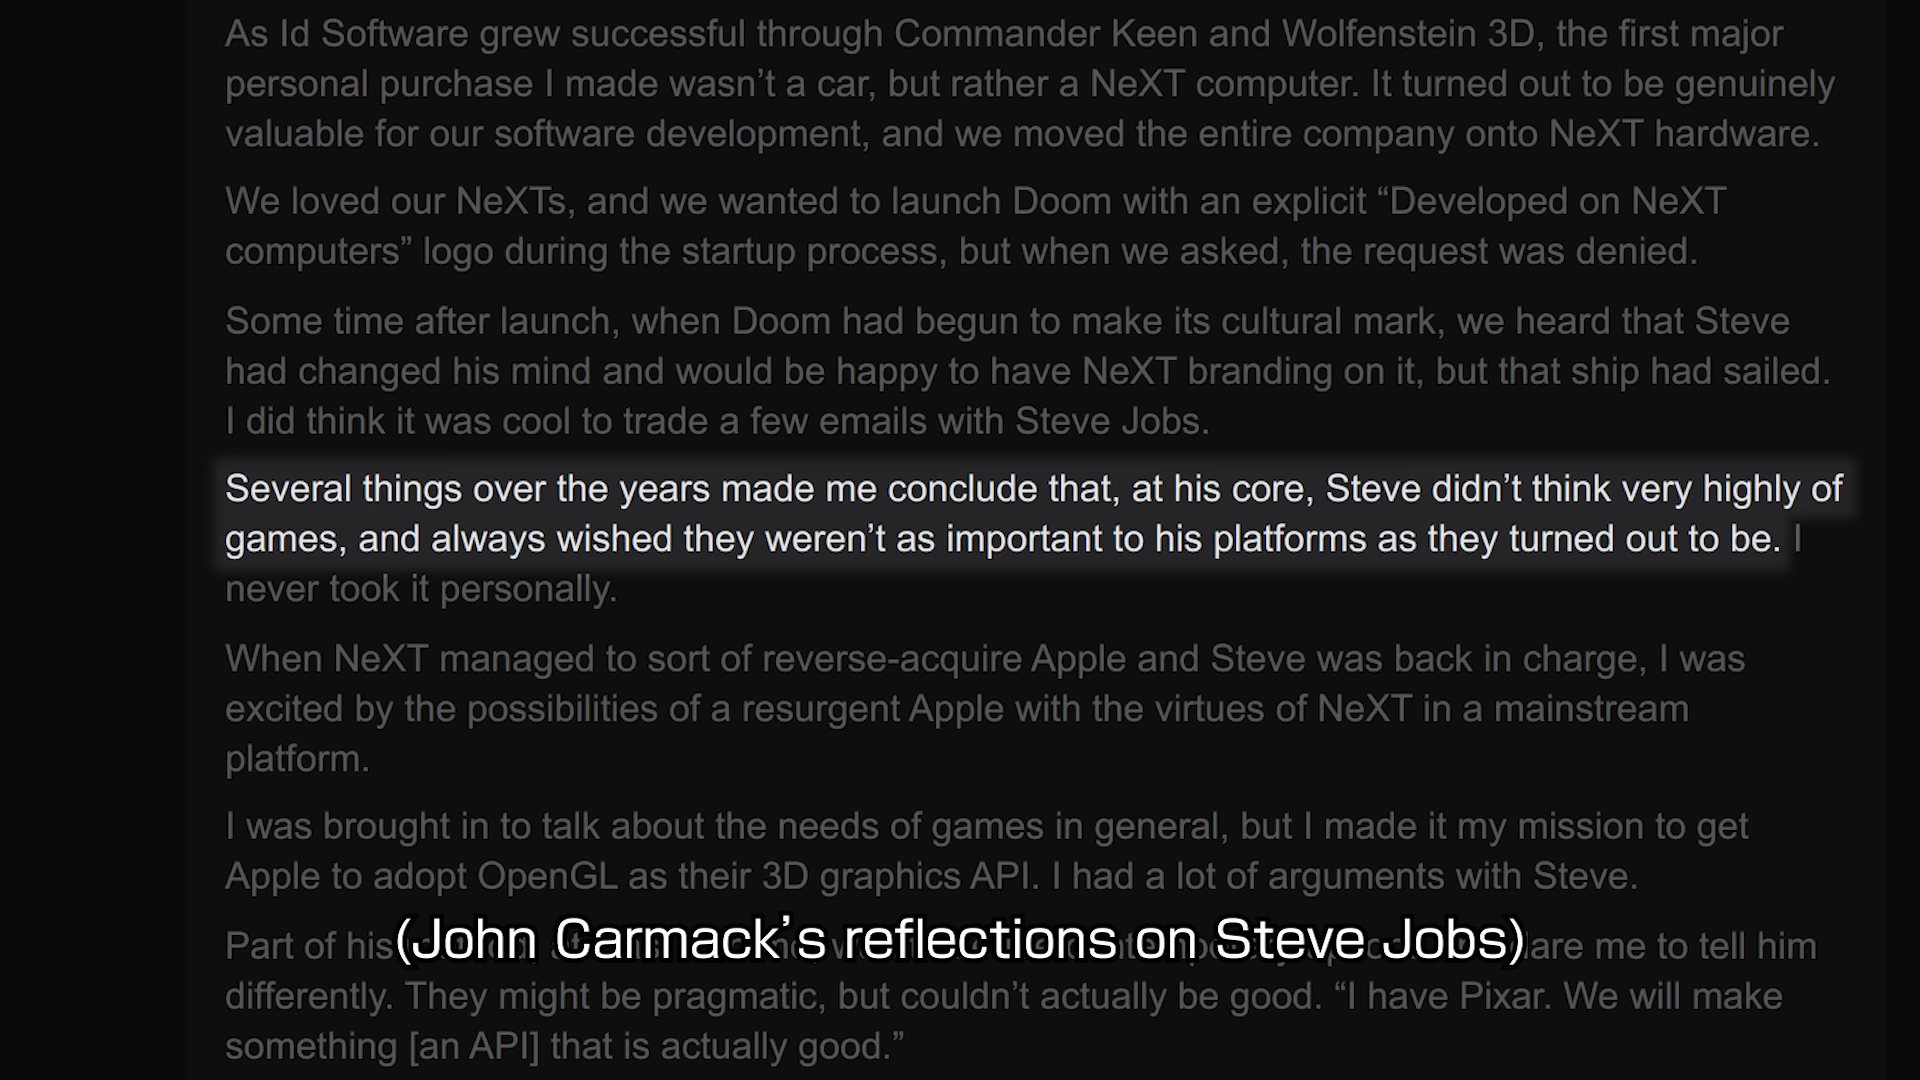 As Id Software grew successful through Commander Keen and Wolfenstein 3D, the first major
personal purchase I made wasn’t a car, but rather a NeXT computer. It turned out to be genuinely
valuable for our software development, and we moved the entire company onto NeXT hardware.
We loved our NeXTs, and we wanted to launch Doom with an explicit “Developed on NeXT
computers” logo during the startup process, but when we asked, the request was denied.
Some time after launch, when Doom had begun to make its cultural mark, we heard that Steve
had changed his mind and would be happy to have NeXT branding on it, but that ship had sailed.
I did think it was cool to trade a few emails with Steve Jobs.
Several things over the years made me conclude that, at his core, Steve didn’t think very highly of
games, and always wished they weren’t as important to his platforms as they turned out to be. I
never took it personally.
When NeXT managed to sort of reverse-acquire Apple and Steve was back in charge, I was
excited by the possibilities of a resurgent Apple with the virtues of NeXT in a mainstream
platform.
I was brought in to talk about the needs of games in general, but I made it my mission to get
Apple to adopt OpenGL as their 3D graphics API. I had a lot of arguments with Steve.
(John Carmack’s reflections on Steve Jobs)
Part of his me to tell him
differently. They might be pragmatic, but couldn’t actually be good. “I have Pixar. We will make
something [an API] that is actually good.”